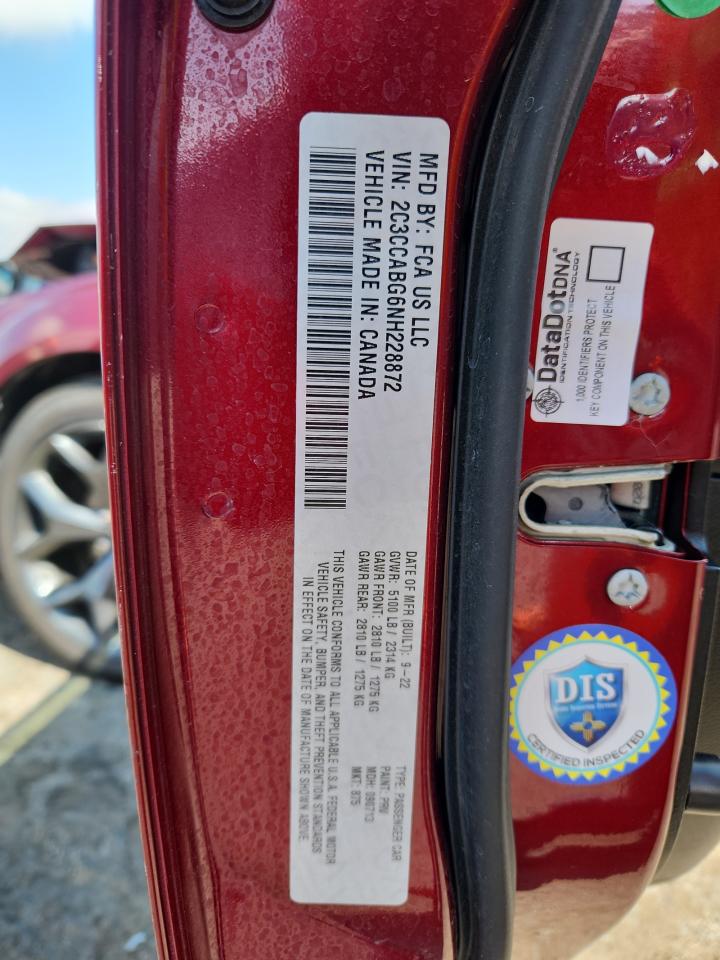 MFD BY: FCA US LLC
VIN: 2C3CCABG6NH228872
VEHICLE MADE IN: CANADA
DATE OF MFR (BUILT): 9-22
GVWR: 5100 LB / 2314 KG
GAWR FRONT: 2810 LB / 1275 KG
GAWR REAR: 2810 LB / 1275 KG
TYPE: PASSENGER CAR
PAINT: PRV
MDH: 090713
MKT: 875
THIS VEHICLE CONFORMS TO ALL APPLICABLE U.S.A. FEDERAL MOTOR
VEHICLE SAFETY, BUMPER, AND THEFT PREVENTION STANDARDS
IN EFFECT ON THE DATE OF MANUFACTURE SHOWN ABOVE.
DataDotDNA®
IDENTIFICATION TECHNOLOGY
1,000 IDENTIFIERS PROTECT
KEY COMPONENT ON THIS VEHICLE
DIS
CERTIFIED INSPECTED